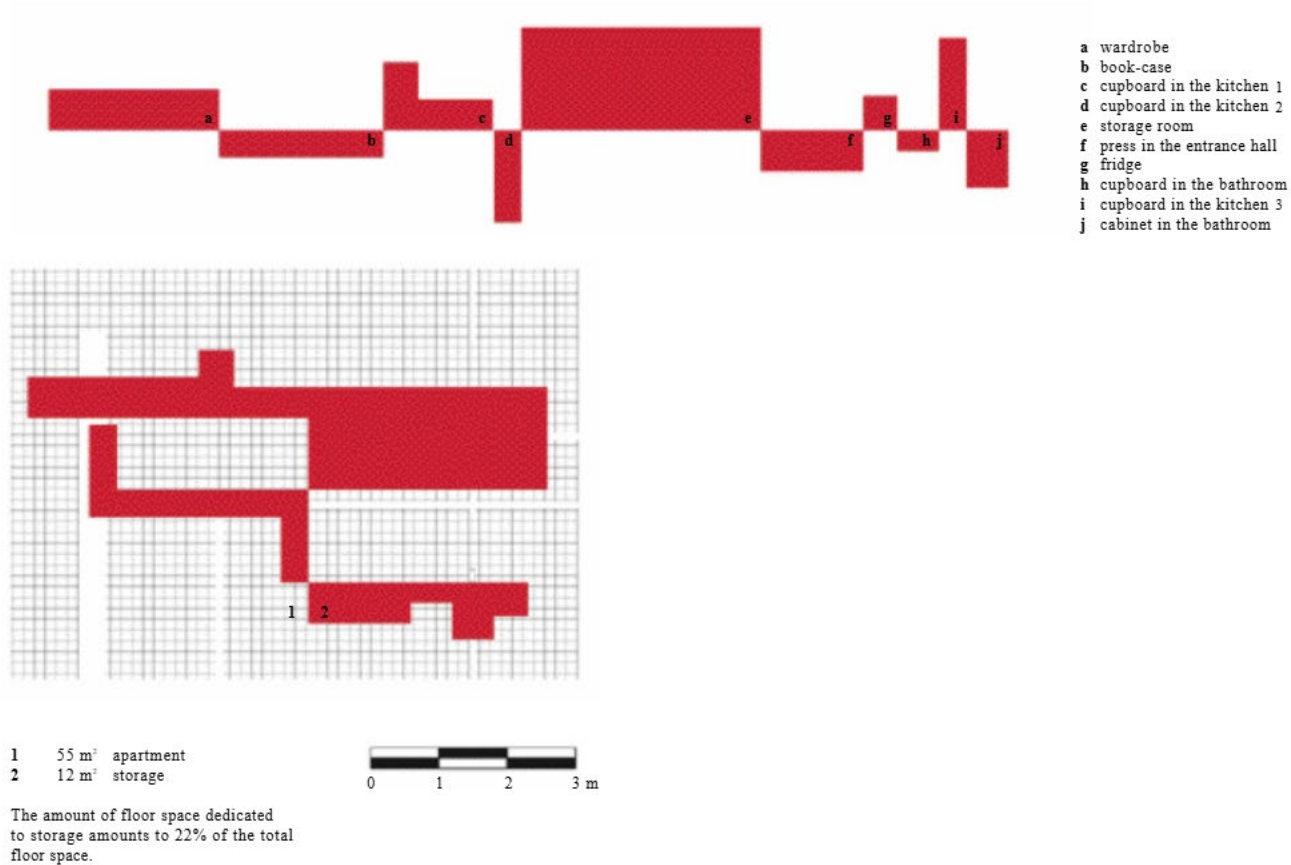 a b c d e f g h i j
a wardrobe
b book-case
c cupboard in the kitchen 1
d cupboard in the kitchen 2
e storage room
f press in the entrance hall
g fridge
h cupboard in the bathroom
i cupboard in the kitchen 3
j cabinet in the bathroom
1 2
1 55 m² apartment
2 12 m² storage
0 1 2 3 m
The amount of floor space dedicated
to storage amounts to 22% of the total
floor space.